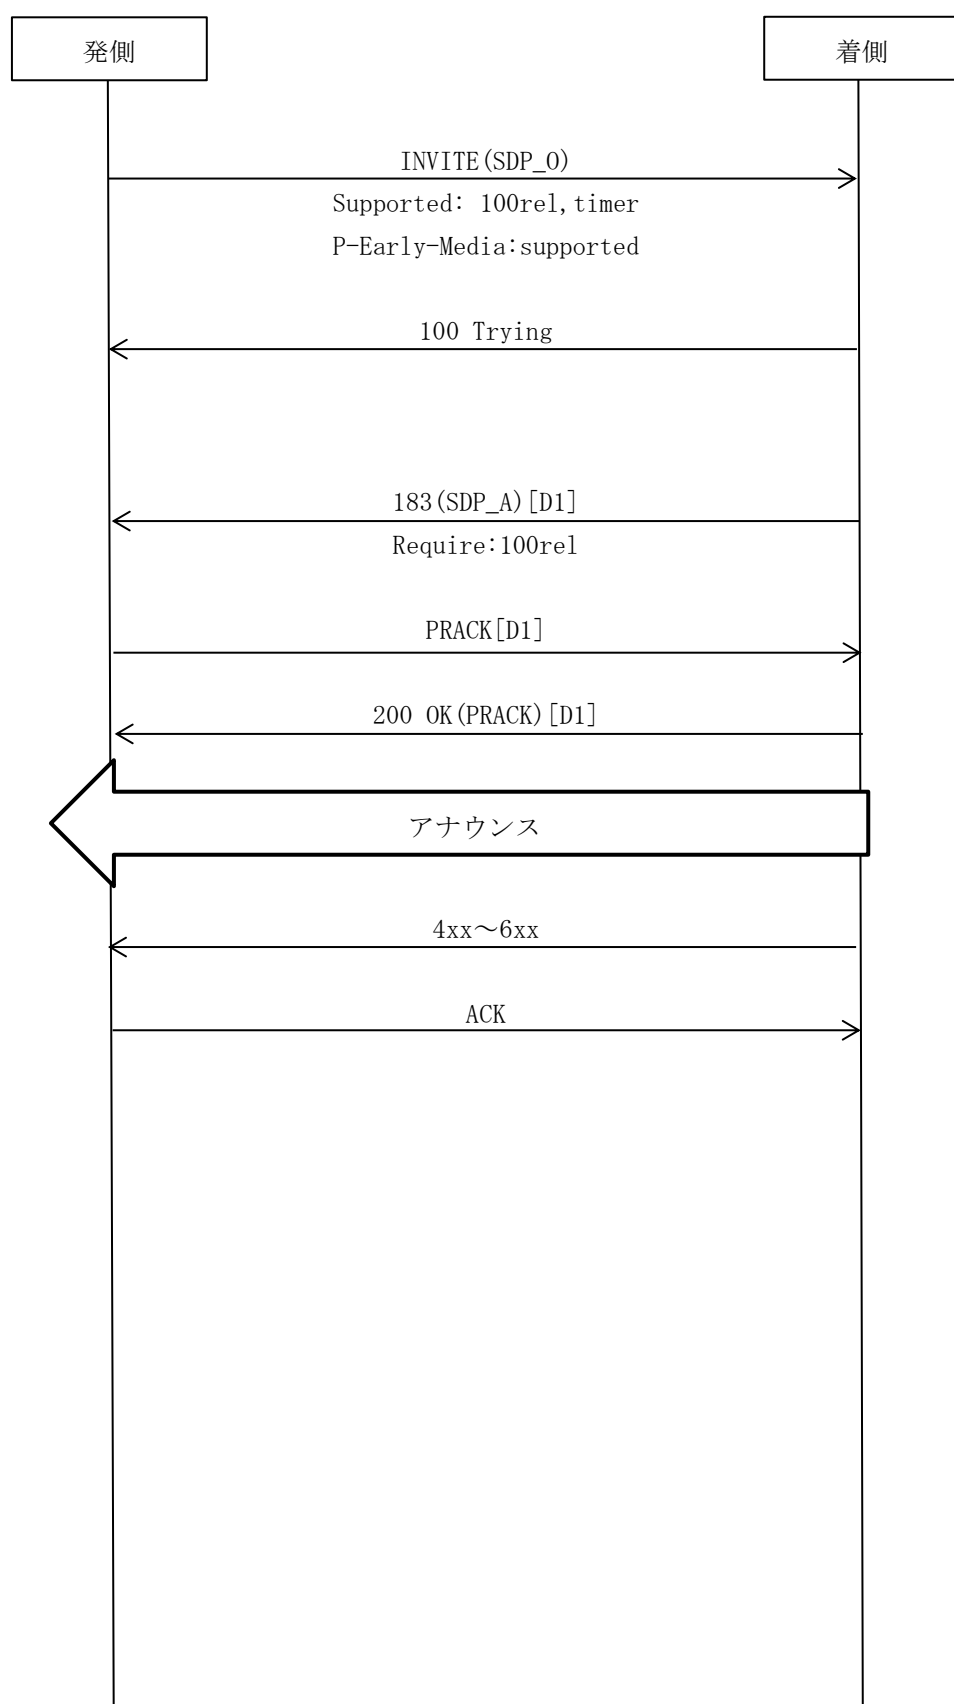 発側
着側
INVITE(SDP_O)
Supported: 100rel,timer
P-Early-Media:supported
100 Trying
183(SDP_A)[D1]
Require:100rel
PRACK[D1]
200 OK(PRACK)[D1]
アナウンス
4xx～6xx
ACK